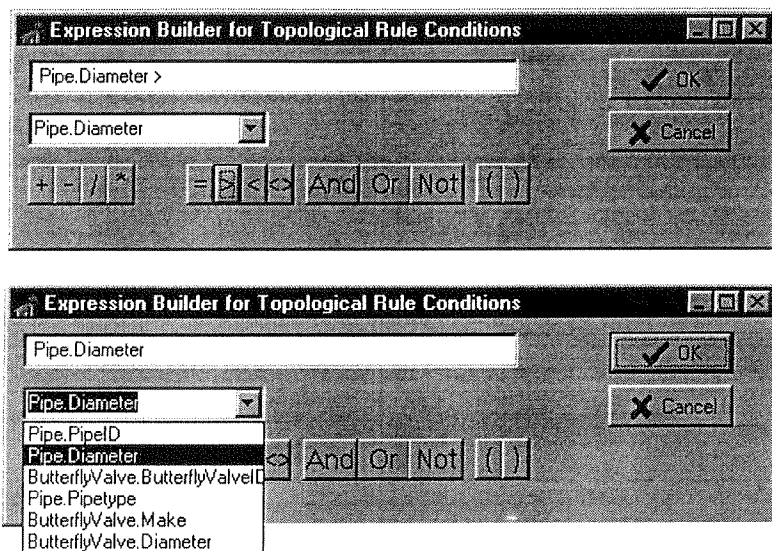 Expression Builder for Topological Rule Conditions
Pipe.Diameter >
OK
Pipe.Diameter
Cancel
+ - / * = > < <> And Or Not ( )
Expression Builder for Topological Rule Conditions
Pipe.Diameter
OK
Pipe.Diameter
Cancel
Pipe.PipeID
Pipe.Diameter
<> And Or Not ( )
ButterflyValve.ButterflyValveID
Pipe.Pipetype
ButterflyValve.Make
ButterflyValve.Diameter